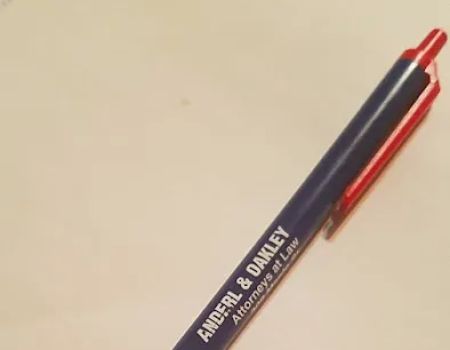 ANDERL & OAKLEY
Attorneys at Law